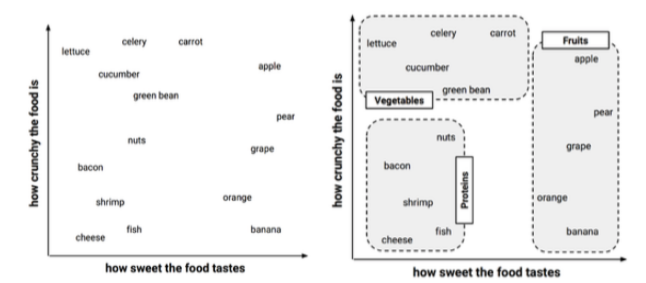 how crunchy the food is
lettuce
celery
carrot
cucumber
apple
green bean
pear
nuts
grape
bacon
shrimp
orange
fish
cheese
banana
how sweet the food tastes
how crunchy the food is
lettuce
celery
carrot
cucumber
green bean
Vegetables
Fruits
apple
pear
grape
orange
banana
nuts
bacon
shrimp
Proteins
fish
cheese
how sweet the food tastes